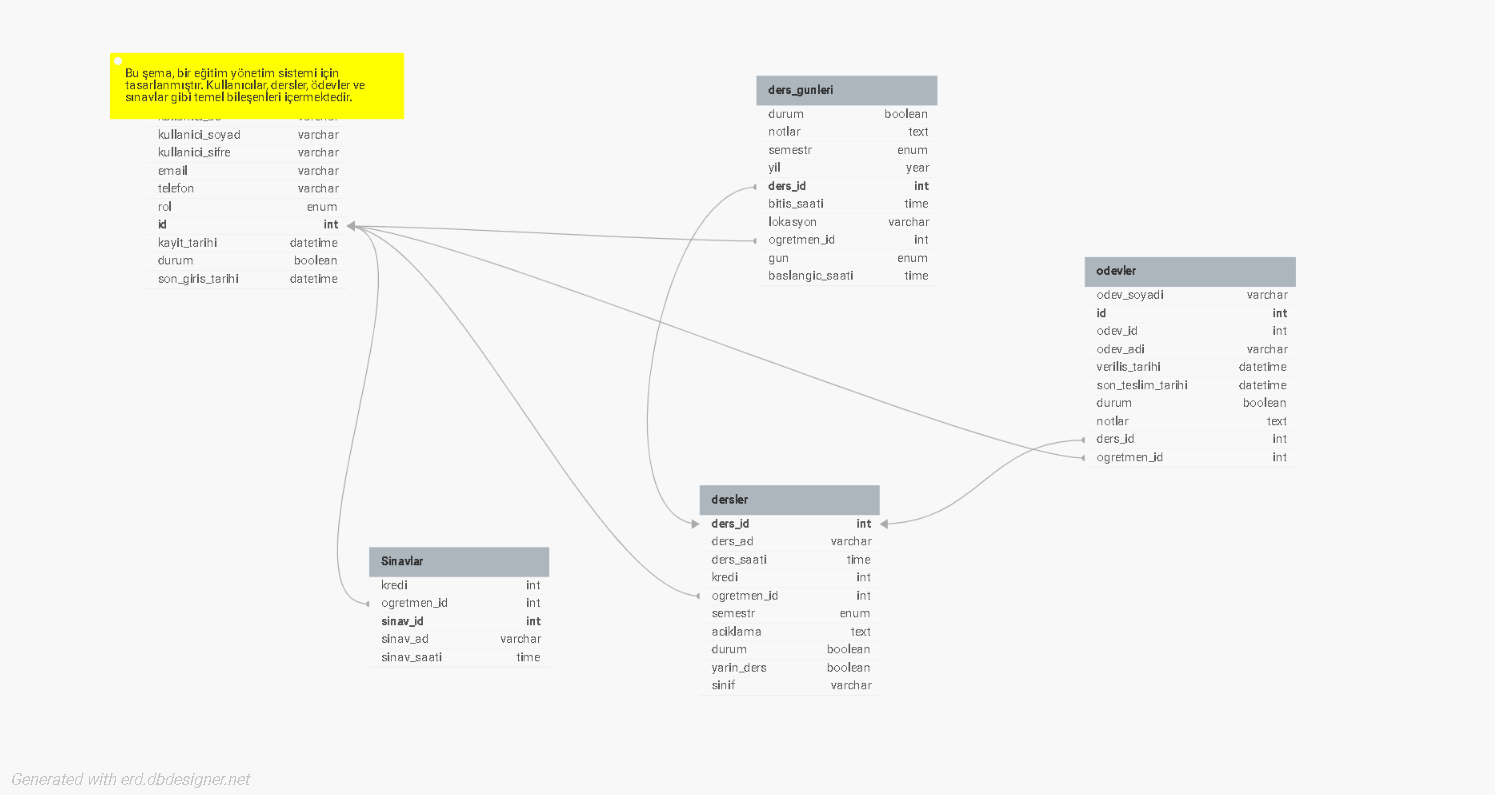 Bu şema, bir eğitim yönetim sistemi için
tasarlanmıştır. Kullanıcılar, dersler, ödevler ve
sınavlar gibi temel bileşenleri içermektedir.
kullanici_soyad varchar
kullanici_sifre varchar
email varchar
telefon varchar
rol enum
id int
kayit_tarihi datetime
durum boolean
son_giris_tarihi datetime
ders_gunleri
durum boolean
notlar text
semestr enum
yil year
ders_id int
bitis_saati time
lokasyon varchar
ogretmen_id int
gun enum
baslangic_saati time
odevler
odev_soyadi varchar
id int
odev_id int
odev_adi varchar
verilis_tarihi datetime
son_teslim_tarihi datetime
durum boolean
notlar text
ders_id int
ogretmen_id int
dersler
ders_id int
ders_ad varchar
ders_saati time
kredi int
ogretmen_id int
semestr enum
aciklama text
durum boolean
yarin_ders boolean
sinif varchar
Sinavlar
kredi int
ogretmen_id int
sinav_id int
sinav_ad varchar
sinav_saati time
Generated with erd.dbdesigner.net